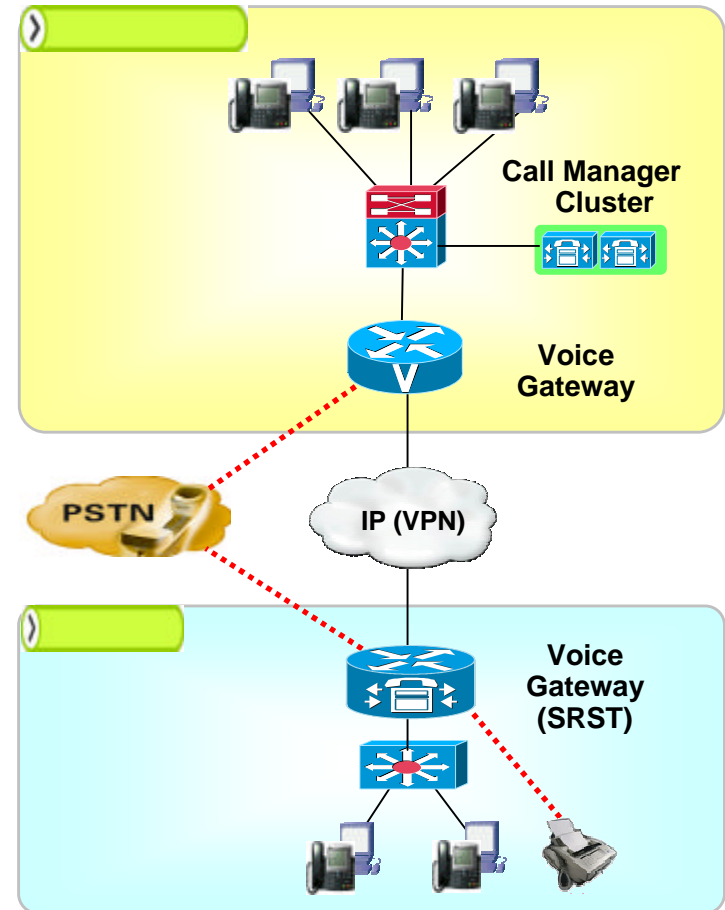 Call Manager
Cluster
V
Voice
Gateway
PSTN
IP (VPN)
Voice
Gateway
(SRST)